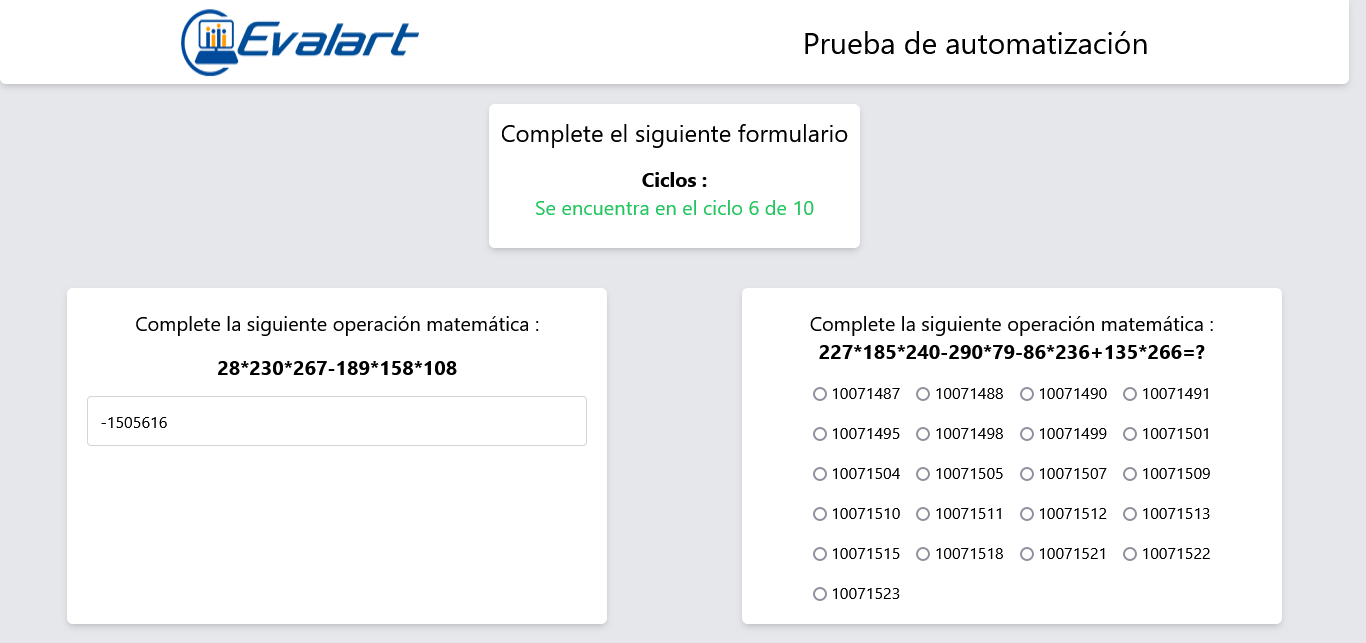 Evalart
Prueba de automatización
Complete el siguiente formulario
Ciclos :
Se encuentra en el ciclo 6 de 10
Complete la siguiente operación matemática :
28*230*267-189*158*108
-1505616
Complete la siguiente operación matemática :
227*185*240-290*79-86*236+135*266=?
10071487 10071488 10071490 10071491
10071495 10071498 10071499 10071501
10071504 10071505 10071507 10071509
10071510 10071511 10071512 10071513
10071515 10071518 10071521 10071522
10071523